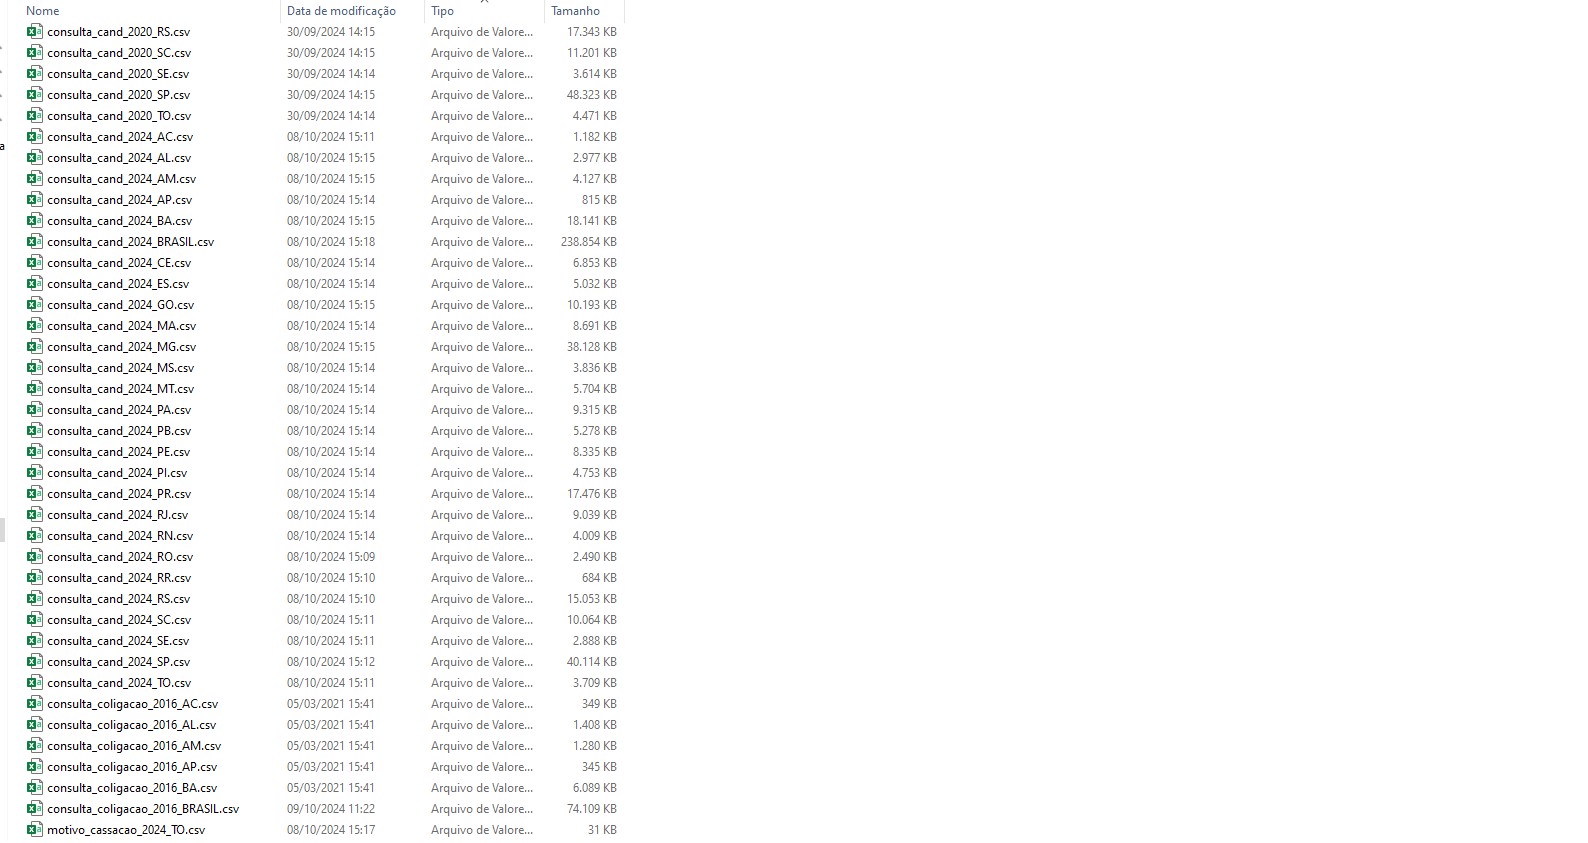 Nome Data de modificação Tipo Tamanho
consulta_cand_2020_RS.csv 30/09/2024 14:15 Arquivo de Valore... 17.343 KB
consulta_cand_2020_SC.csv 30/09/2024 14:15 Arquivo de Valore... 11.201 KB
consulta_cand_2020_SE.csv 30/09/2024 14:14 Arquivo de Valore... 3.614 KB
consulta_cand_2020_SP.csv 30/09/2024 14:15 Arquivo de Valore... 48.323 KB
consulta_cand_2020_TO.csv 30/09/2024 14:14 Arquivo de Valore... 4.471 KB
consulta_cand_2024_AC.csv 08/10/2024 15:11 Arquivo de Valore... 1.182 KB
consulta_cand_2024_AL.csv 08/10/2024 15:15 Arquivo de Valore... 2.977 KB
consulta_cand_2024_AM.csv 08/10/2024 15:15 Arquivo de Valore... 4.127 KB
consulta_cand_2024_AP.csv 08/10/2024 15:14 Arquivo de Valore... 815 KB
consulta_cand_2024_BA.csv 08/10/2024 15:15 Arquivo de Valore... 18.141 KB
consulta_cand_2024_BRASIL.csv 08/10/2024 15:18 Arquivo de Valore... 238.854 KB
consulta_cand_2024_CE.csv 08/10/2024 15:14 Arquivo de Valore... 6.853 KB
consulta_cand_2024_ES.csv 08/10/2024 15:14 Arquivo de Valore... 5.032 KB
consulta_cand_2024_GO.csv 08/10/2024 15:15 Arquivo de Valore... 10.193 KB
consulta_cand_2024_MA.csv 08/10/2024 15:14 Arquivo de Valore... 8.691 KB
consulta_cand_2024_MG.csv 08/10/2024 15:15 Arquivo de Valore... 38.128 KB
consulta_cand_2024_MS.csv 08/10/2024 15:14 Arquivo de Valore... 3.836 KB
consulta_cand_2024_MT.csv 08/10/2024 15:14 Arquivo de Valore... 5.704 KB
consulta_cand_2024_PA.csv 08/10/2024 15:14 Arquivo de Valore... 9.315 KB
consulta_cand_2024_PB.csv 08/10/2024 15:14 Arquivo de Valore... 5.278 KB
consulta_cand_2024_PE.csv 08/10/2024 15:14 Arquivo de Valore... 8.335 KB
consulta_cand_2024_PI.csv 08/10/2024 15:14 Arquivo de Valore... 4.753 KB
consulta_cand_2024_PR.csv 08/10/2024 15:14 Arquivo de Valore... 17.476 KB
consulta_cand_2024_RJ.csv 08/10/2024 15:14 Arquivo de Valore... 9.039 KB
consulta_cand_2024_RN.csv 08/10/2024 15:14 Arquivo de Valore... 4.009 KB
consulta_cand_2024_RO.csv 08/10/2024 15:09 Arquivo de Valore... 2.490 KB
consulta_cand_2024_RR.csv 08/10/2024 15:10 Arquivo de Valore... 684 KB
consulta_cand_2024_RS.csv 08/10/2024 15:10 Arquivo de Valore... 15.053 KB
consulta_cand_2024_SC.csv 08/10/2024 15:11 Arquivo de Valore... 10.064 KB
consulta_cand_2024_SE.csv 08/10/2024 15:11 Arquivo de Valore... 2.888 KB
consulta_cand_2024_SP.csv 08/10/2024 15:12 Arquivo de Valore... 40.114 KB
consulta_cand_2024_TO.csv 08/10/2024 15:11 Arquivo de Valore... 3.709 KB
consulta_coligacao_2016_AC.csv 05/03/2021 15:41 Arquivo de Valore... 349 KB
consulta_coligacao_2016_AL.csv 05/03/2021 15:41 Arquivo de Valore... 1.408 KB
consulta_coligacao_2016_AM.csv 05/03/2021 15:41 Arquivo de Valore... 1.280 KB
consulta_coligacao_2016_AP.csv 05/03/2021 15:41 Arquivo de Valore... 345 KB
consulta_coligacao_2016_BA.csv 05/03/2021 15:41 Arquivo de Valore... 6.089 KB
consulta_coligacao_2016_BRASIL.csv 09/10/2024 11:22 Arquivo de Valore... 74.109 KB
motivo_cassacao_2024_TO.csv 08/10/2024 15:17 Arquivo de Valore... 31 KB